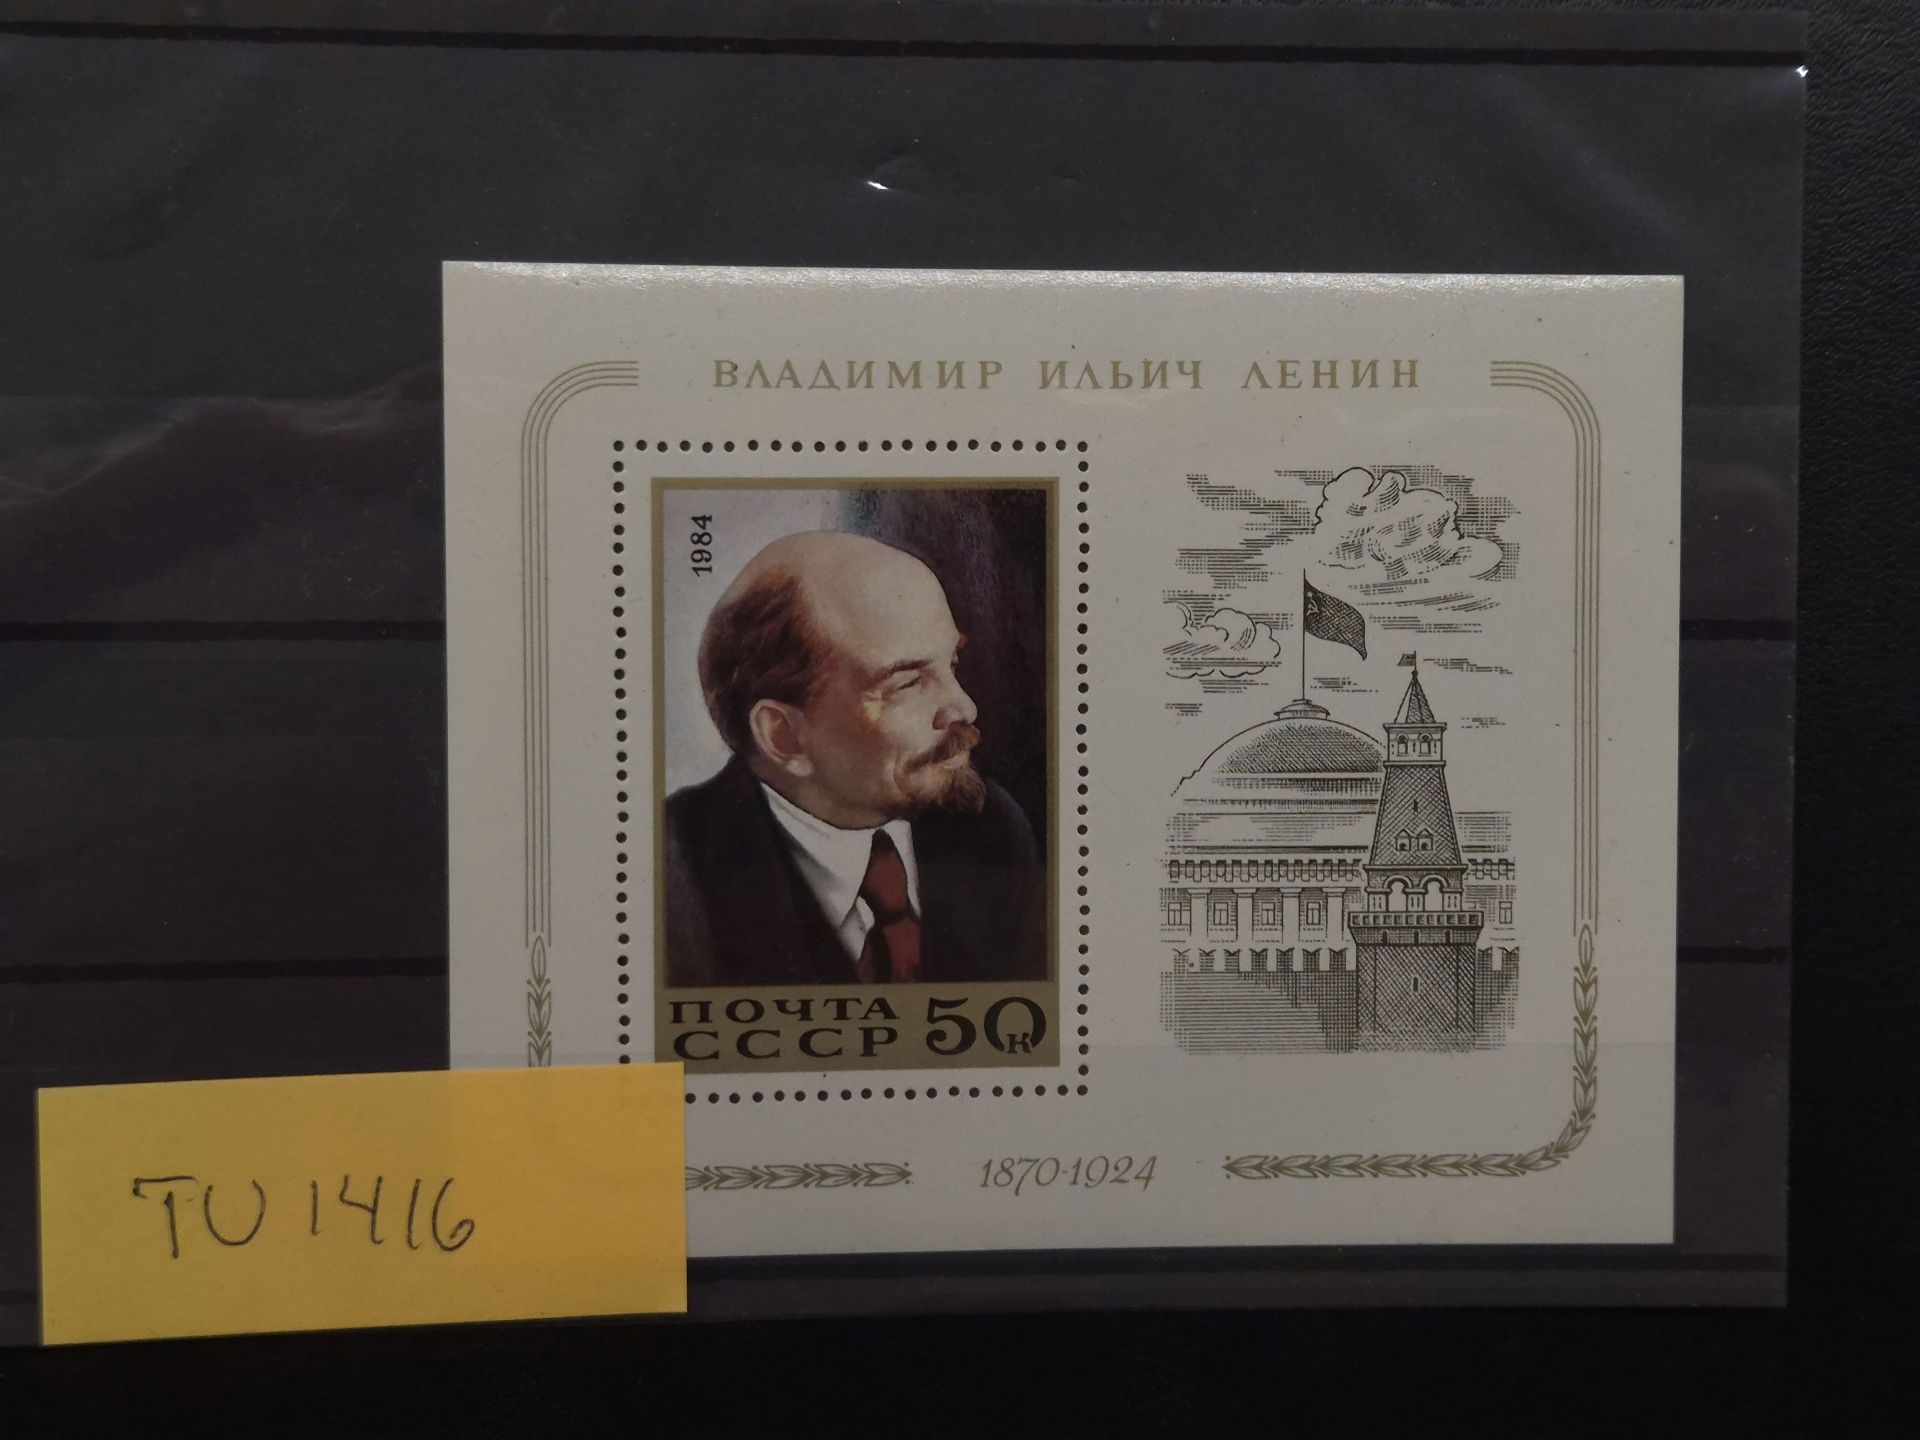 ВЛАДИМИР ИЛЬИЧ ЛЕНИН
1984
ПОЧТА
СССР 50к
1870-1924
TU 1416